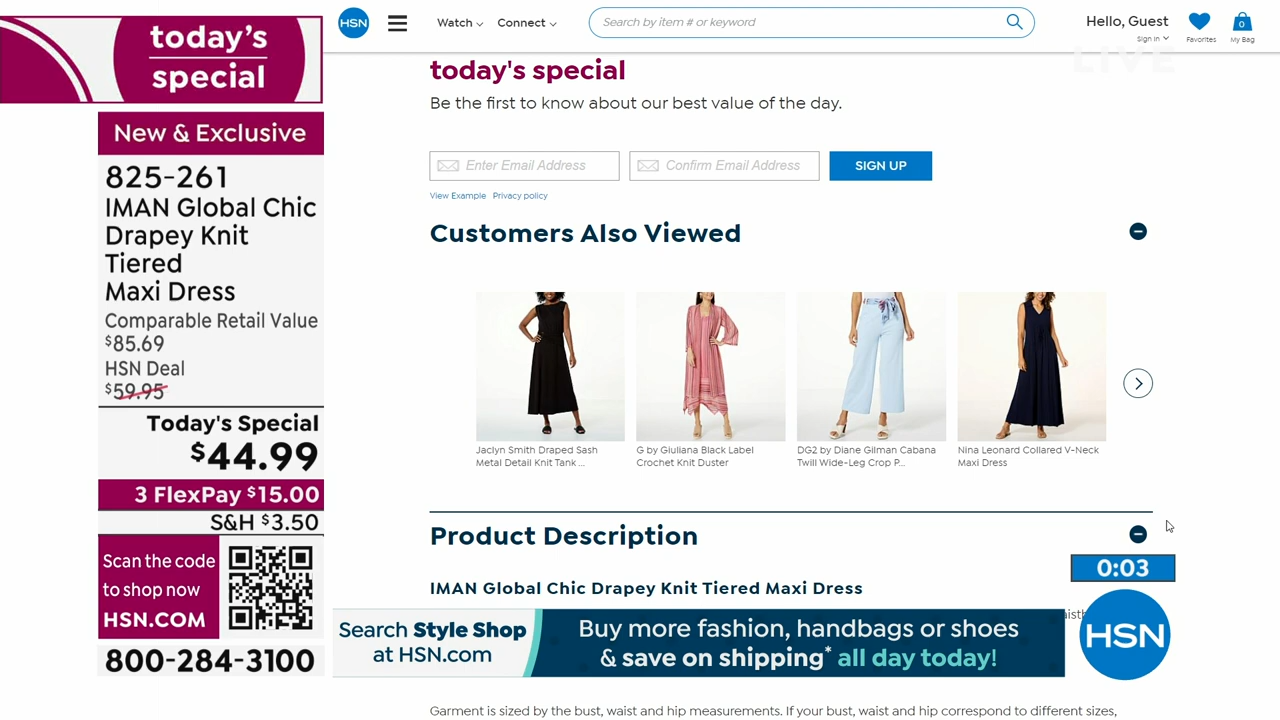 today's
special
New & Exclusive
825-261
IMAN Global Chic
Drapey Knit
Tiered
Maxi Dress
Comparable Retail Value
$85.69
HSN Deal
$59.95
Today's Special
$44.99
3 FlexPay $15.00
S&H $3.50
Scan the code
to shop now
HSN.COM
800-284-3100
HSN
Watch
Connect
Search by item # or keyword
Hello, Guest
Sign In
Favorites
0
My Bag
LIVE
today's special
Be the first to know about our best value of the day.
Enter Email Address
Confirm Email Address
SIGN UP
View Example Privacy policy
Customers Also Viewed
Jaclyn Smith Draped Sash
Metal Detail Knit Tank ...
G by Giuliana Black Label
Crochet Knit Duster
DG2 by Diane Gilman Cabana
Twill Wide-Leg Crop P...
Nina Leonard Collared V-Neck
Maxi Dress
Product Description
0:03
IMAN Global Chic Drapey Knit Tiered Maxi Dress
Search Style Shop
at HSN.com
Buy more fashion, handbags or shoes
& save on shipping* all day today!
HSN
Garment is sized by the bust, waist and hip measurements. If your bust, waist and hip correspond to different sizes,